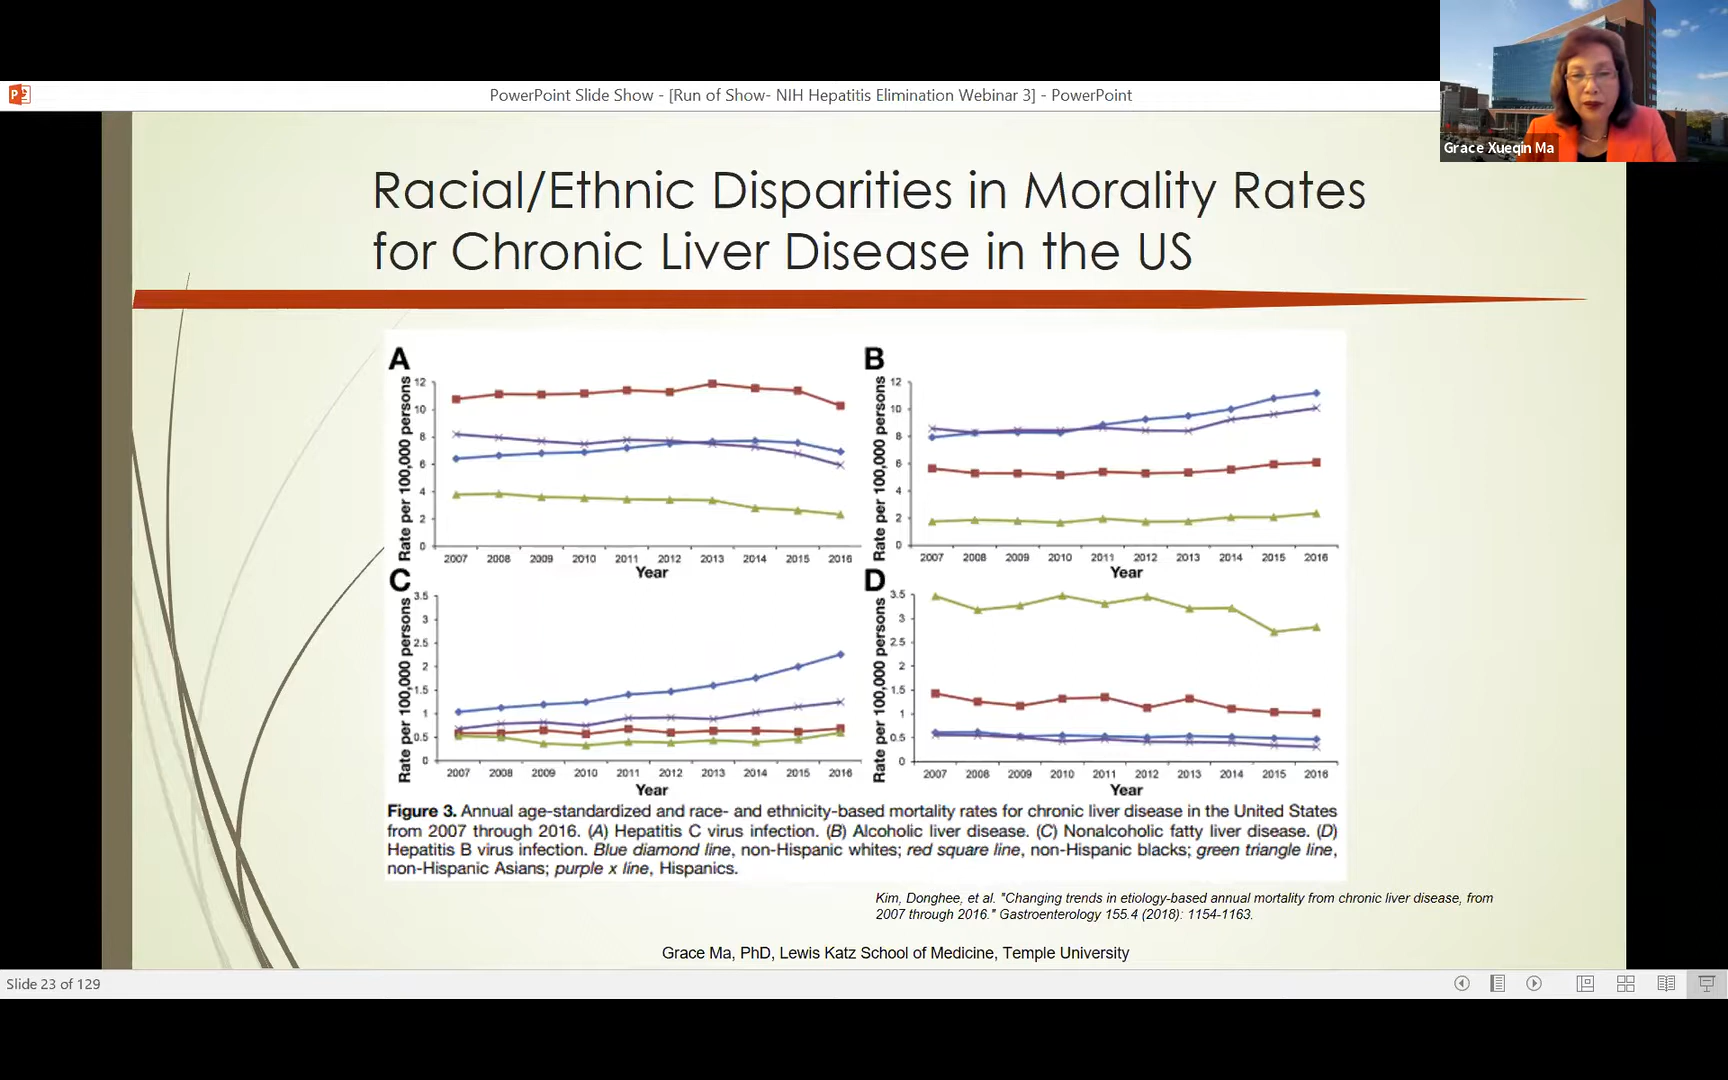 PowerPoint Slide Show - [Run of Show- NIH Hepatitis Elimination Webinar 3] - PowerPoint
Grace Xueqin Ma
Racial/Ethnic Disparities in Morality Rates
for Chronic Liver Disease in the US
A
Rate per 100,000 persons
12
10
8
6
4
2
0
2007 2008 2009 2010 2011 2012 2013 2014 2015 2016
Year
B
Rate per 100,000 persons
12
10
8
6
4
2
0
2007 2008 2009 2010 2011 2012 2013 2014 2015 2016
Year
C
Rate per 100,000 persons
3.5
3
2.5
2
1.5
1
0.5
0
2007 2008 2009 2010 2011 2012 2013 2014 2015 2016
Year
D
Rate per 100,000 persons
3.5
3
2.5
2
1.5
1
0.5
0
2007 2008 2009 2010 2011 2012 2013 2014 2015 2016
Year
Figure 3. Annual age-standardized and race- and ethnicity-based mortality rates for chronic liver disease in the United States
from 2007 through 2016. (A) Hepatitis C virus infection. (B) Alcoholic liver disease. (C) Nonalcoholic fatty liver disease. (D)
Hepatitis B virus infection. Blue diamond line, non-Hispanic whites; red square line, non-Hispanic blacks; green triangle line,
non-Hispanic Asians; purple x line, Hispanics.
Kim, Donghee, et al. "Changing trends in etiology-based annual mortality from chronic liver disease, from
2007 through 2016." Gastroenterology 155.4 (2018): 1154-1163.
Grace Ma, PhD, Lewis Katz School of Medicine, Temple University
Slide 23 of 129